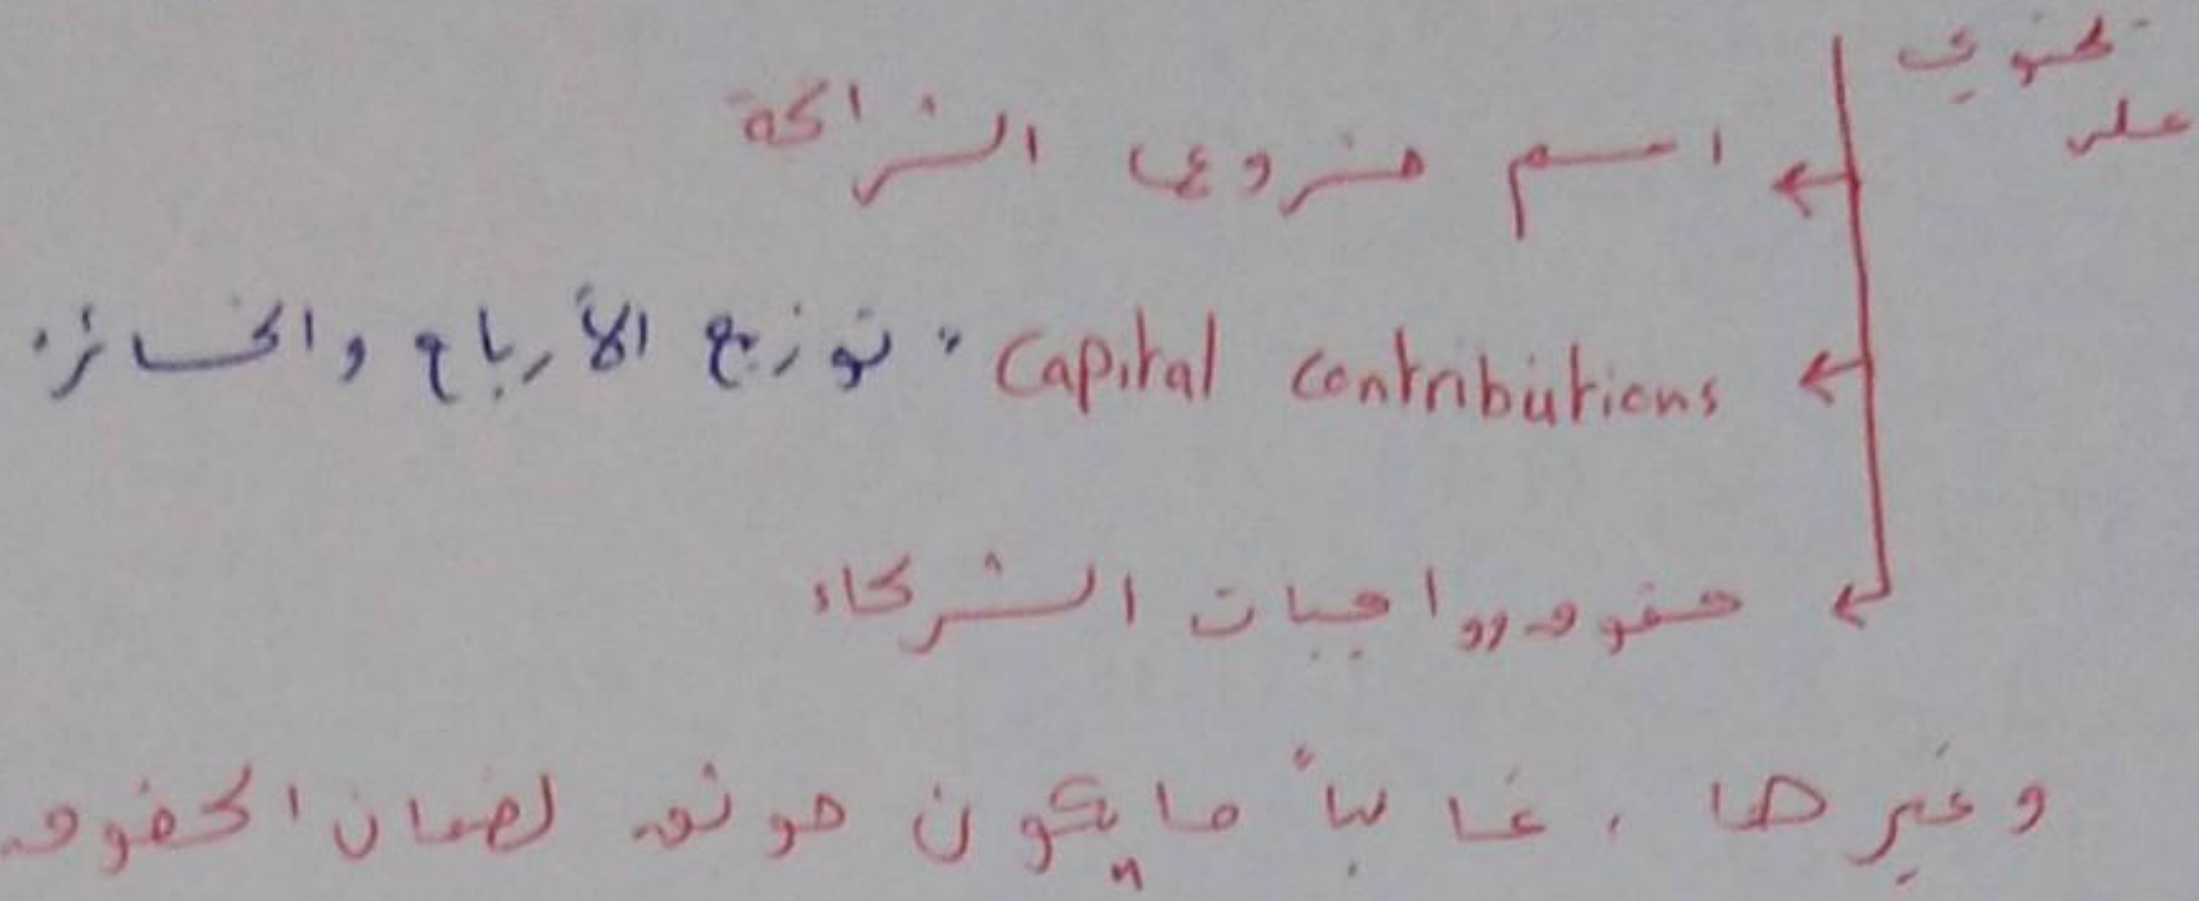 تحتوي على
اسم مشروع الشراكة
Capital contributions "توزيع الأرباح والخسائر.
حقوق وواجبات الشركاء
وغيرها. غالباً ما يكون موثق لضمان الحقوق